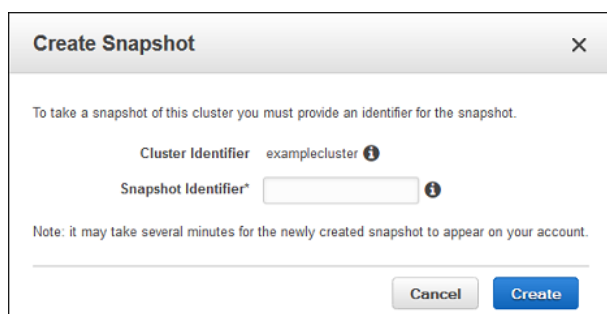 Create Snapshot
To take a snapshot of this cluster you must provide an identifier for the snapshot.
Cluster Identifier examplecluster
Snapshot Identifier*
Note: it may take several minutes for the newly created snapshot to appear on your account.
Cancel Create